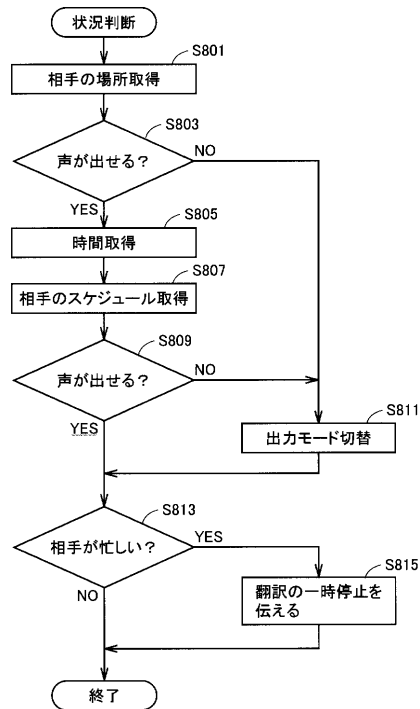 状況判断
S801
相手の場所取得
S803
声が出せる？
NO
YES
S805
時間取得
S807
相手のスケジュール取得
S809
声が出せる？
NO
YES
S811
出力モード切替
S813
相手が忙しい？
YES
NO
S815
翻訳の一時停止を
伝える
終了